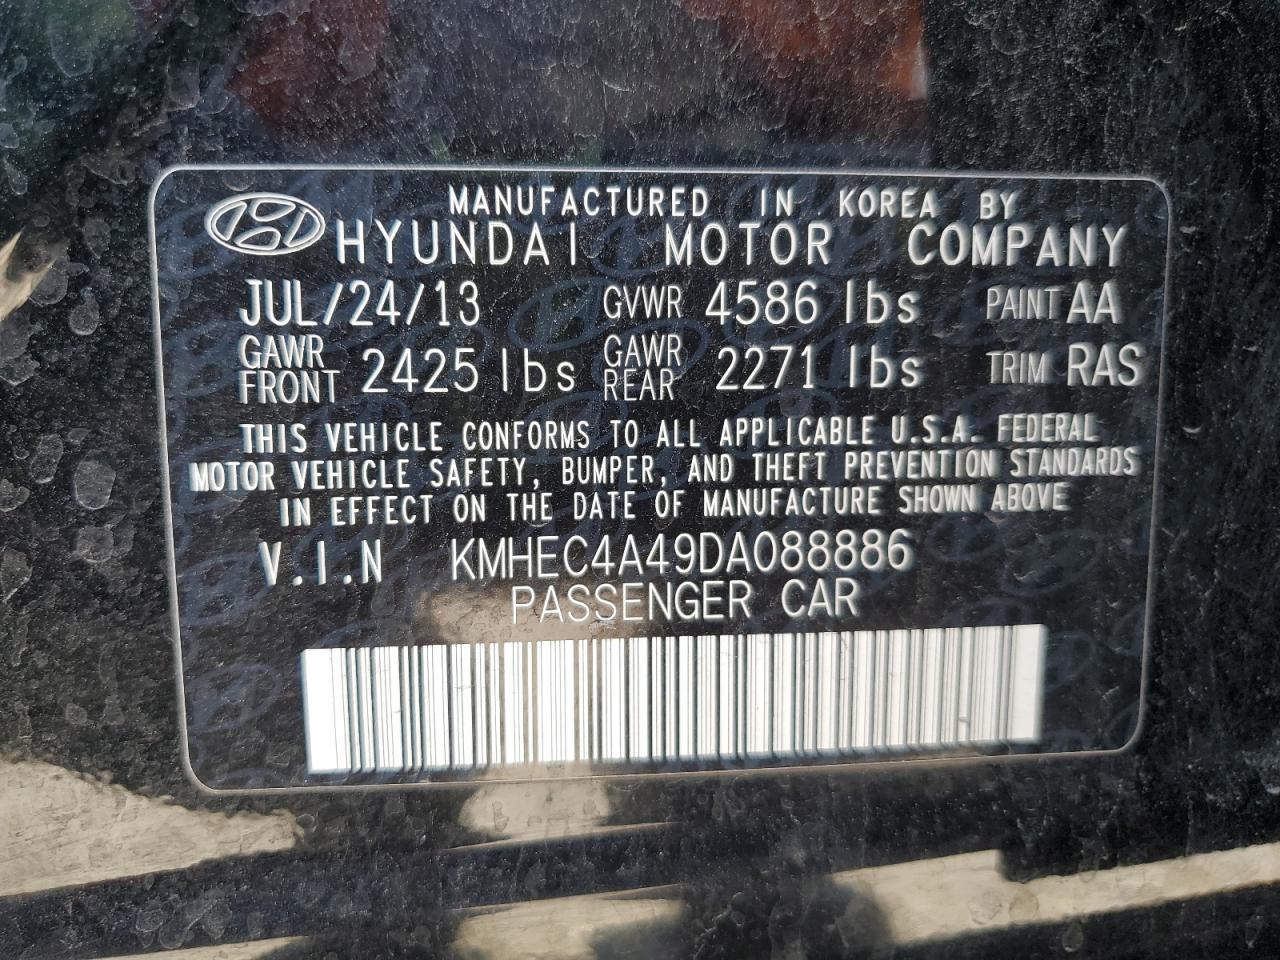 MANUFACTURED IN KOREA BY
HYUNDAI MOTOR COMPANY
JUL/24/13 GVWR 4586 lbs PAINT AA
GAWR FRONT 2425 lbs GAWR REAR 2271 lbs TRIM RAS
THIS VEHICLE CONFORMS TO ALL APPLICABLE U.S.A. FEDERAL
MOTOR VEHICLE SAFETY, BUMPER, AND THEFT PREVENTION STANDARDS
IN EFFECT ON THE DATE OF MANUFACTURE SHOWN ABOVE
V.I.N KMHEC4A49DA088886
PASSENGER CAR